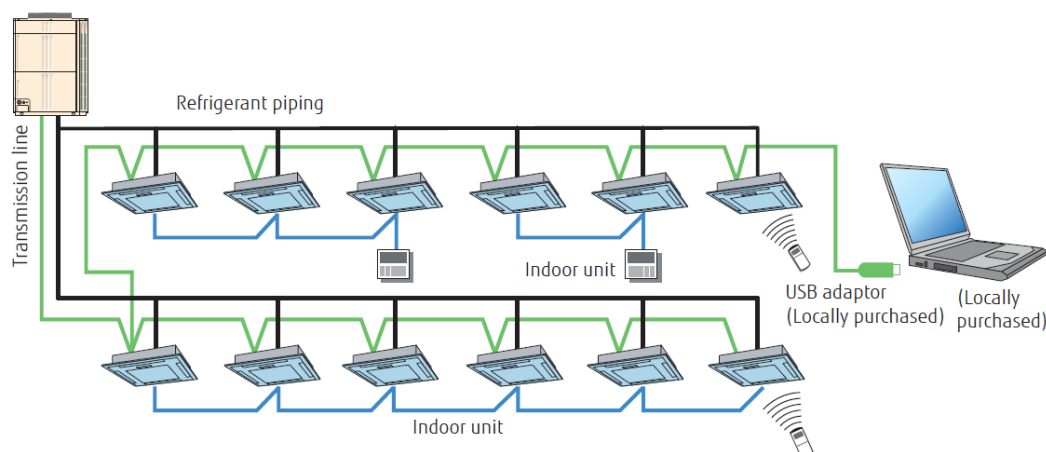 Refrigerant piping
Transmission line
Indoor unit
USB adaptor
(Locally purchased)
(Locally
purchased)
Indoor unit